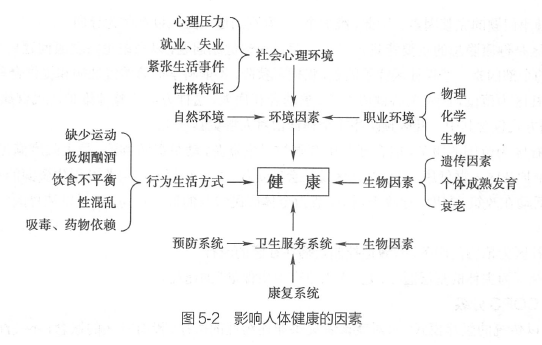 心理压力
就业、失业
紧张生活事件
性格特征
社会心理环境
自然环境
环境因素
职业环境
物理
化学
生物
缺少运动
吸烟酗酒
饮食不平衡
性混乱
吸毒、药物依赖
行为生活方式
健 康
生物因素
遗传因素
个体成熟发育
衰老
预防系统
卫生服务系统
生物因素
康复系统
图 5-2 影响人体健康的因素